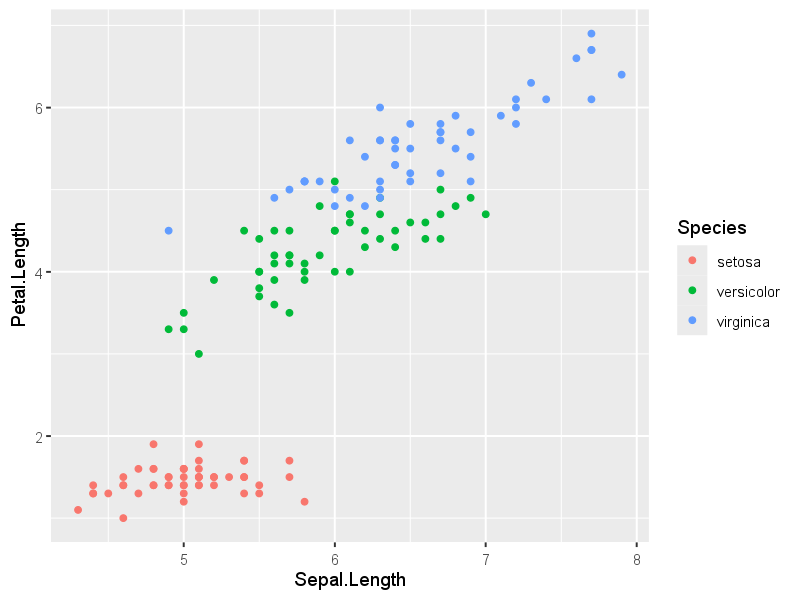 Petal.Length
6
4
2
5 6 7 8
Sepal.Length
Species
setosa
versicolor
virginica